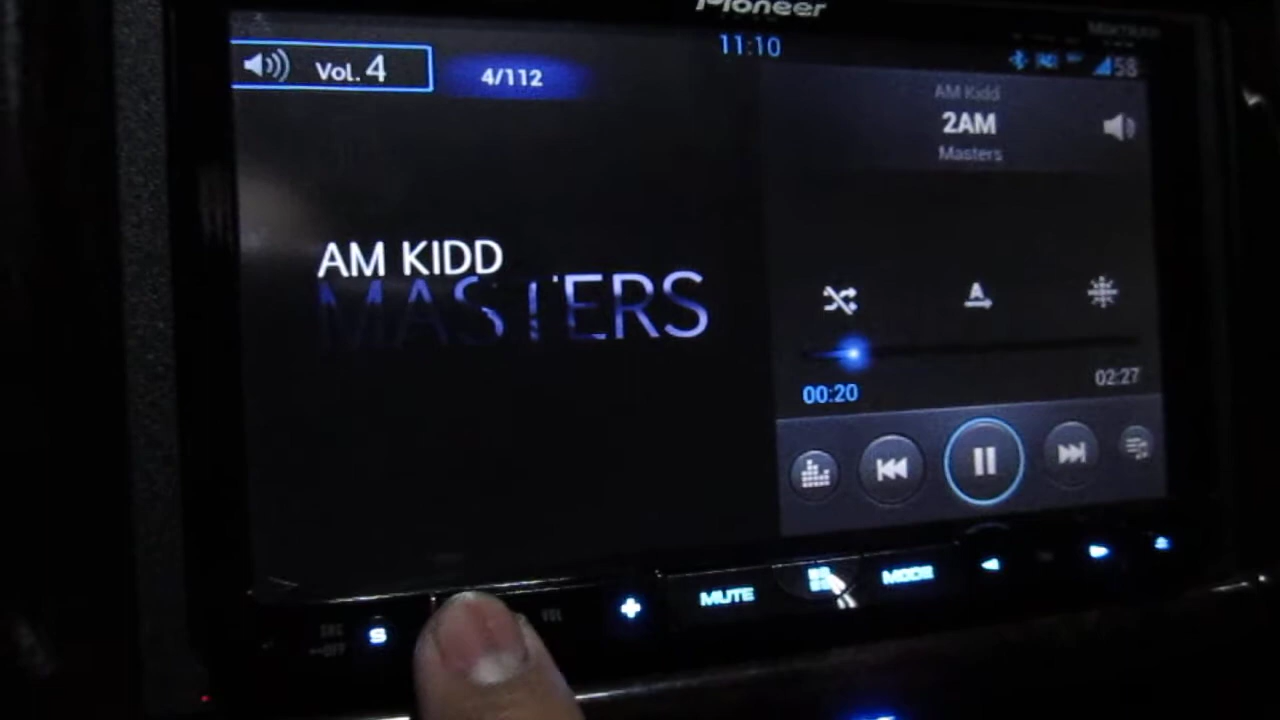 Pioneer
Vol. 4
4/112
11:10
58
AM Kidd
2AM
Masters
AM KIDD
MASTERS
A
00:20
02:27
S
VOL
MUTE
MODE